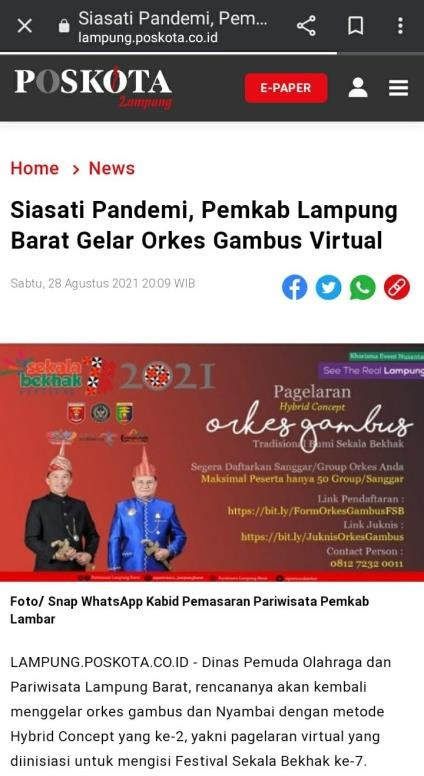 Siasati Pandemi, Pem...
lampung.poskota.co.id
POSKOTA
Lampung
E-PAPER
Home > News
Siasati Pandemi, Pemkab Lampung
Barat Gelar Orkes Gambus Virtual
Sabtu, 28 Agustus 2021 20:09 WIB
Kharisma Event Nusantara
See The Real Lampung
sekala
bekhak
FESTIVAL
2021
Pagelaran
Hybrid Concept
orkes gambus
Tradisional Bumi Sekala Bekhak
Segera Daftarkan Sanggar/Group Orkes Anda
Maksimal Peserta hanya 50 Group/Sanggar
Link Pendaftaran :
https://bit.ly/FormOrkesGambusFSB
Link Juknis :
https://bit.ly/JuknisOrkesGambus
Contact Person :
0812 7232 0011
Foto/ Snap WhatsApp Kabid Pemasaran Pariwisata Pemkab
Lambar
LAMPUNG.POSKOTA.CO.ID - Dinas Pemuda Olahraga dan
Pariwisata Lampung Barat, rencananya akan kembali
menggelar orkes gambus dan Nyambai dengan metode
Hybrid Concept yang ke-2, yakni pagelaran virtual yang
diinisiasi untuk mengisi Festival Sekala Bekhak ke-7.